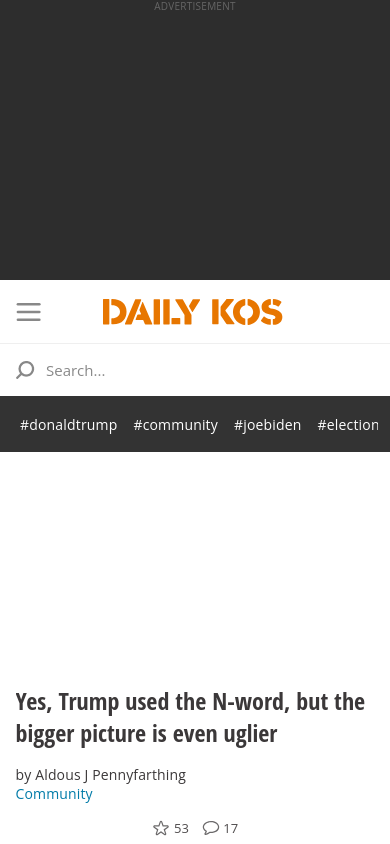 ADVERTISEMENT
DAILY KOS
Search...
#donaldtrump #community #joebiden #election
Yes, Trump used the N-word, but the
bigger picture is even uglier
by Aldous J Pennyfarthing
Community
53 17